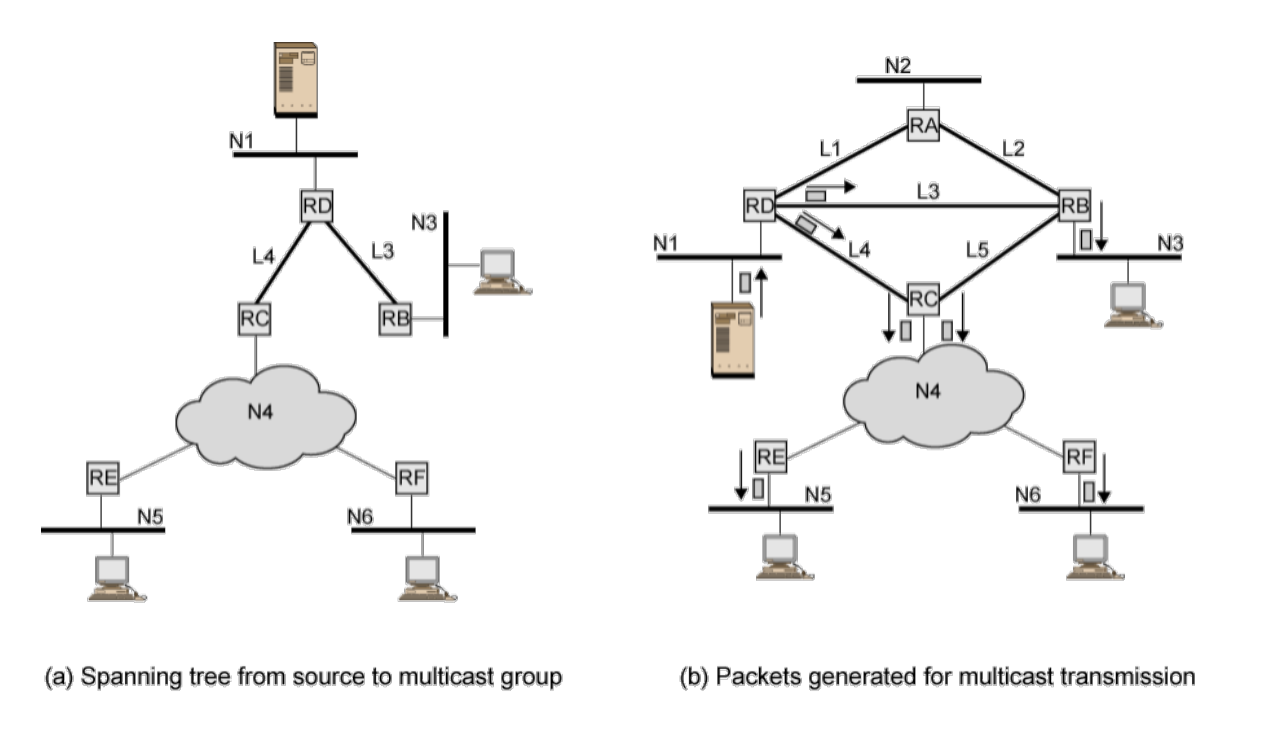 N1
RD
N3
L4
L3
RC
RB
N4
RE
RF
N5
N6
(a) Spanning tree from source to multicast group
N2
RA
L1
L2
L3
RD
RB
N1
L4
L5
N3
RC
N4
RE
RF
N5
N6
(b) Packets generated for multicast transmission